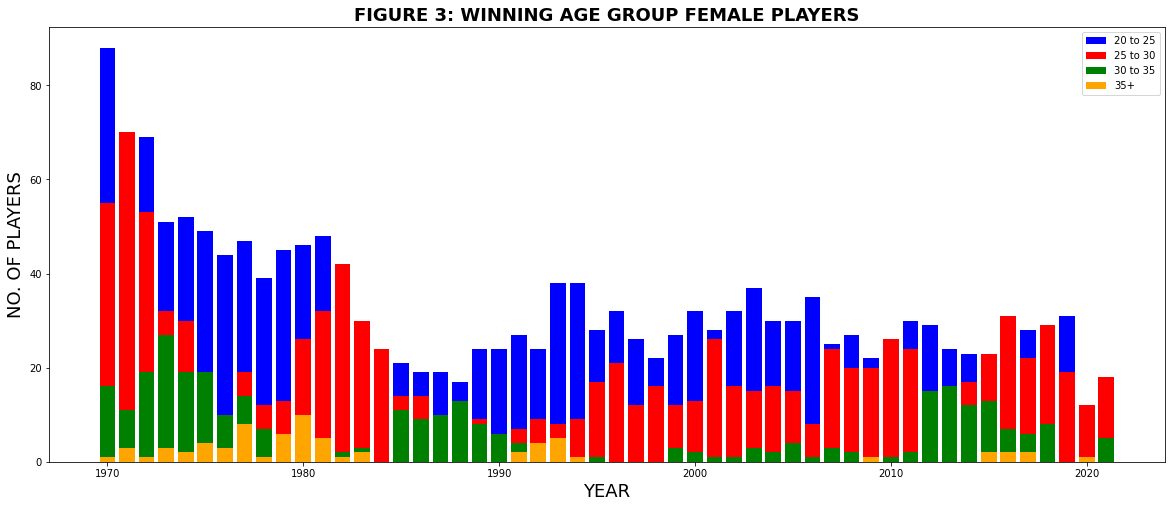 FIGURE 3: WINNING AGE GROUP FEMALE PLAYERS
20 to 25
25 to 30
30 to 35
35+
NO. OF PLAYERS
80
60
40
20
0
1970
1980
1990
2000
2010
2020
YEAR